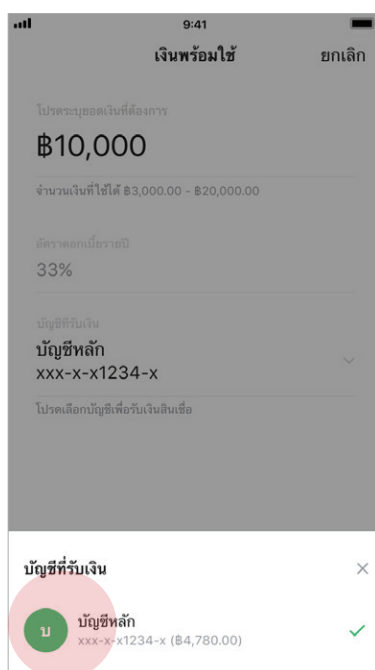 9:41
เงินพร้อมใช้
ยกเลิก
โปรดระบุยอดเงินที่ต้องการ
฿10,000
จำนวนเงินที่ใช้ได้ ฿3,000.00 - ฿20,000.00
อัตราดอกเบี้ยรายปี
33%
บัญชีที่รับเงิน
บัญชีหลัก
xxx-x-x1234-x
โปรดเลือกบัญชีเพื่อรับเงินสินเชื่อ
บัญชีที่รับเงิน
บ
บัญชีหลัก
xxx-x-x1234-x (฿4,780.00)